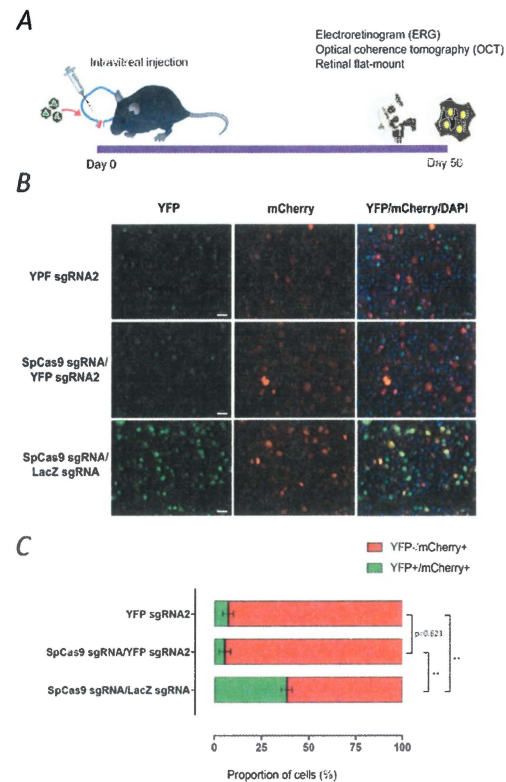 A
Electroretinogram (ERG)
Optical coherence tomography (OCT)
Retinal flat-mount
Intravitreal injection
Day 0
Day 56
B
YFP
mCherry
YFP/mCherry/DAPI
YPF sgRNA2
SpCas9 sgRNA/
YFP sgRNA2
SpCas9 sgRNA/
LacZ sgRNA
C
YFP-/mCherry+
YFP+/mCherry+
YFP sgRNA2
SpCas9 sgRNA/YFP sgRNA2
SpCas9 sgRNA/LacZ sgRNA
p=0.621
**
**
0
25
50
75
100
Proportion of cells (%)